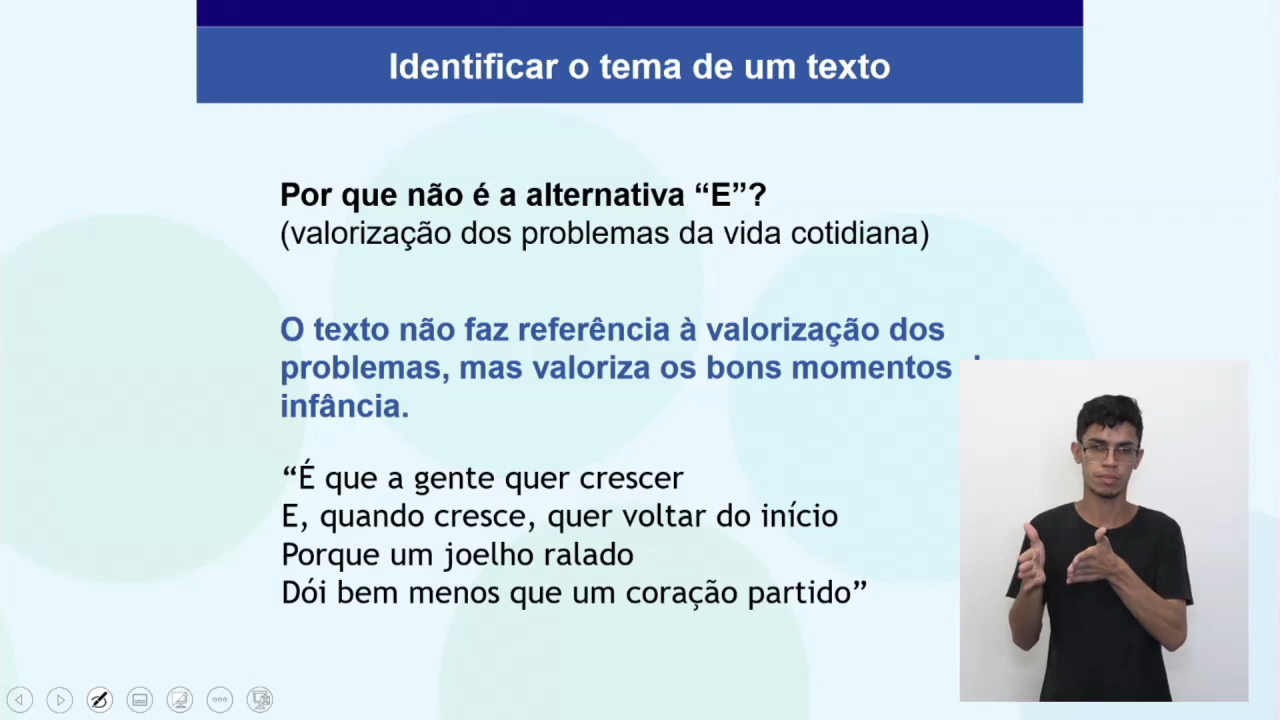 Identificar o tema de um texto
Por que não é a alternativa “E”?
(valorização dos problemas da vida cotidiana)
O texto não faz referência à valorização dos
problemas, mas valoriza os bons momentos
infância.
“É que a gente quer crescer
E, quando cresce, quer voltar do início
Porque um joelho ralado
Dói bem menos que um coração partido”